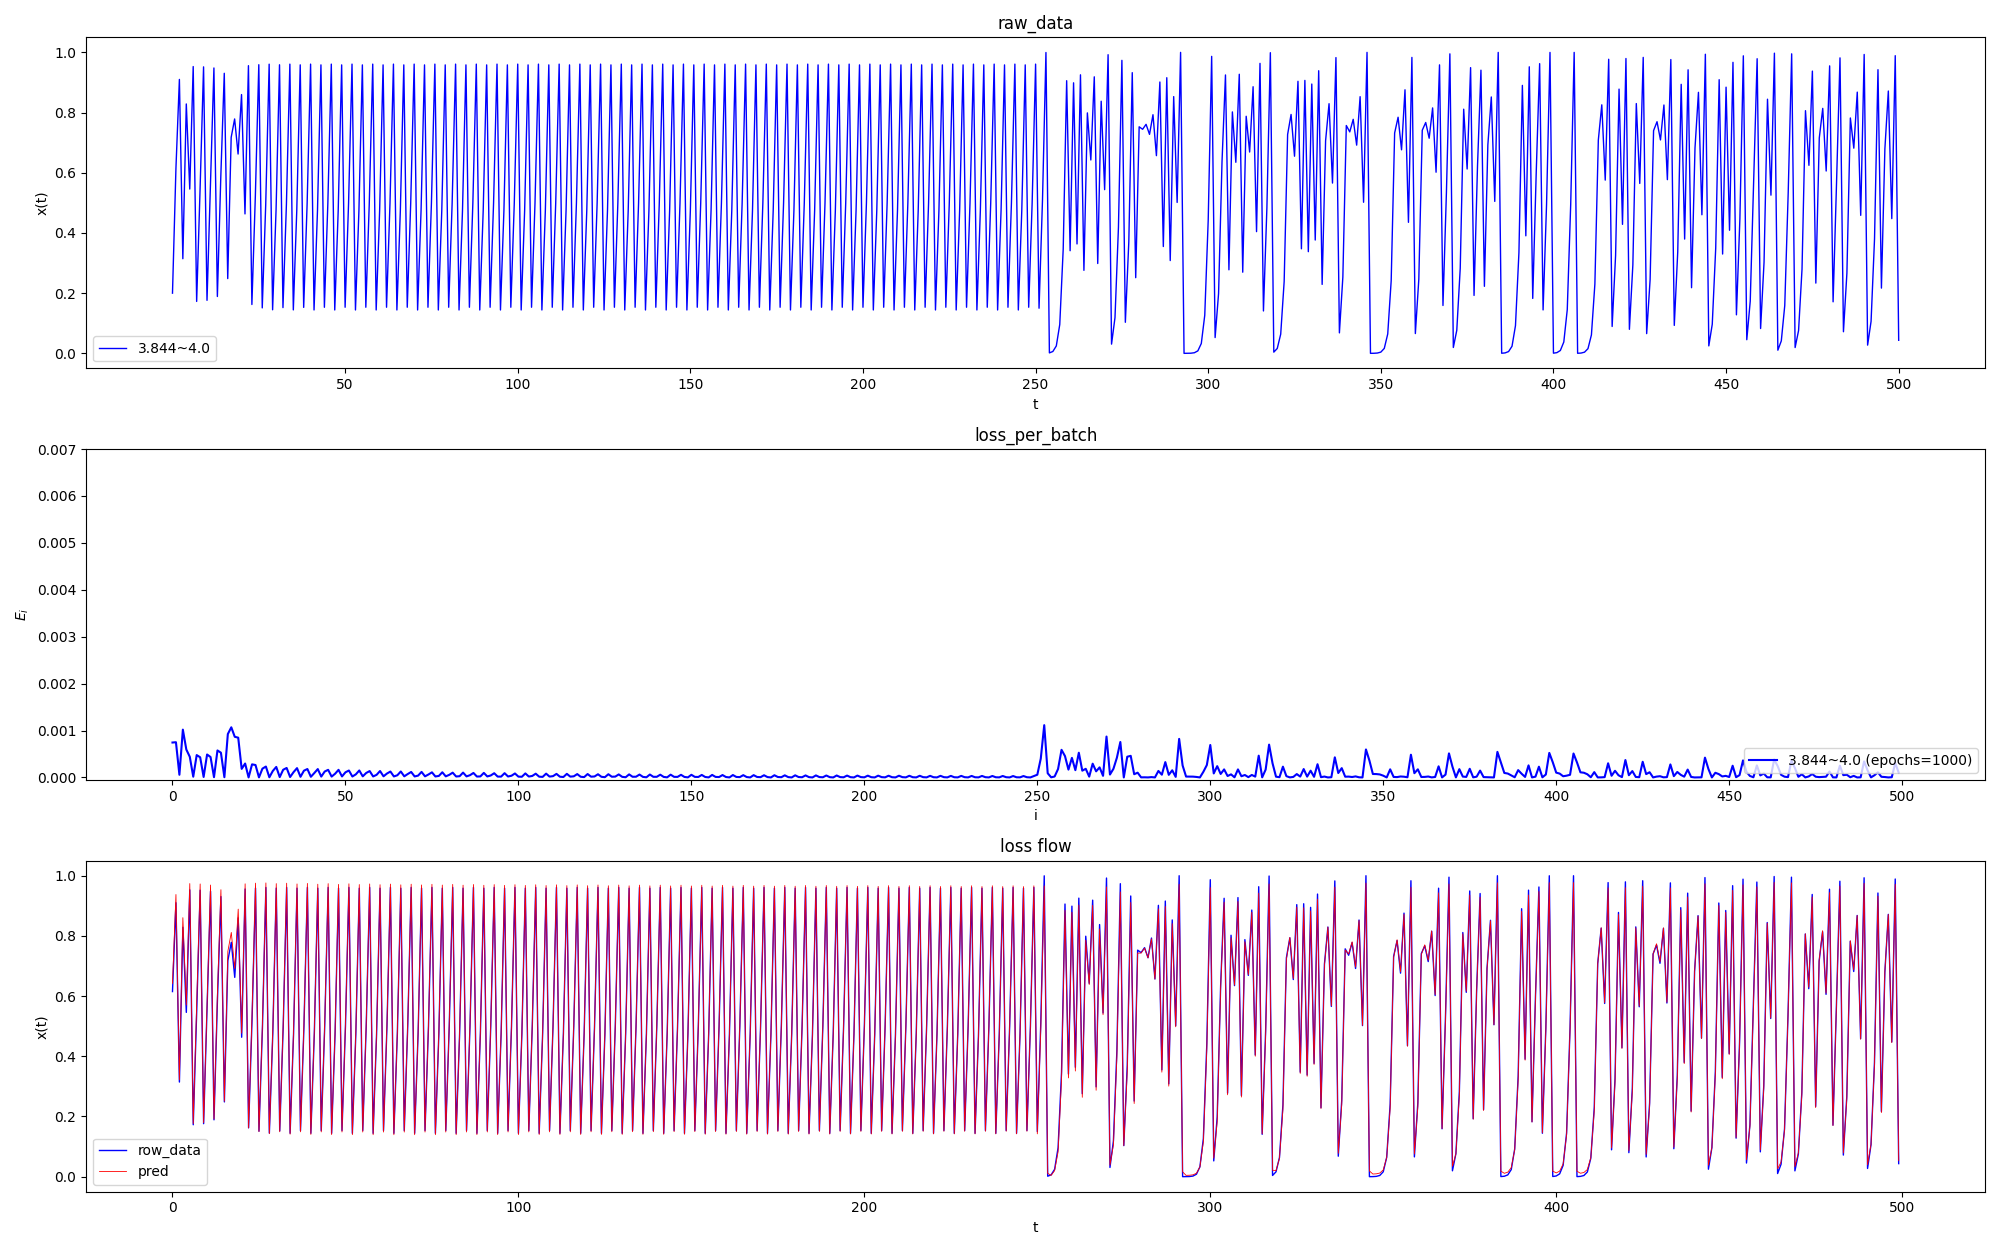 raw_data
1.0
0.8
0.6
0.4
0.2
0.0
x(t)
3.844~4.0
50 100 150 200 250 300 350 400 450 500
t
loss_per_batch
0.007
0.006
0.005
0.004
0.003
0.002
0.001
0.000
E_i
3.844~4.0 (epochs=1000)
0 50 100 150 200 250 300 350 400 450 500
i
loss flow
1.0
0.8
0.6
0.4
0.2
0.0
x(t)
row_data
pred
0 100 200 300 400 500
t